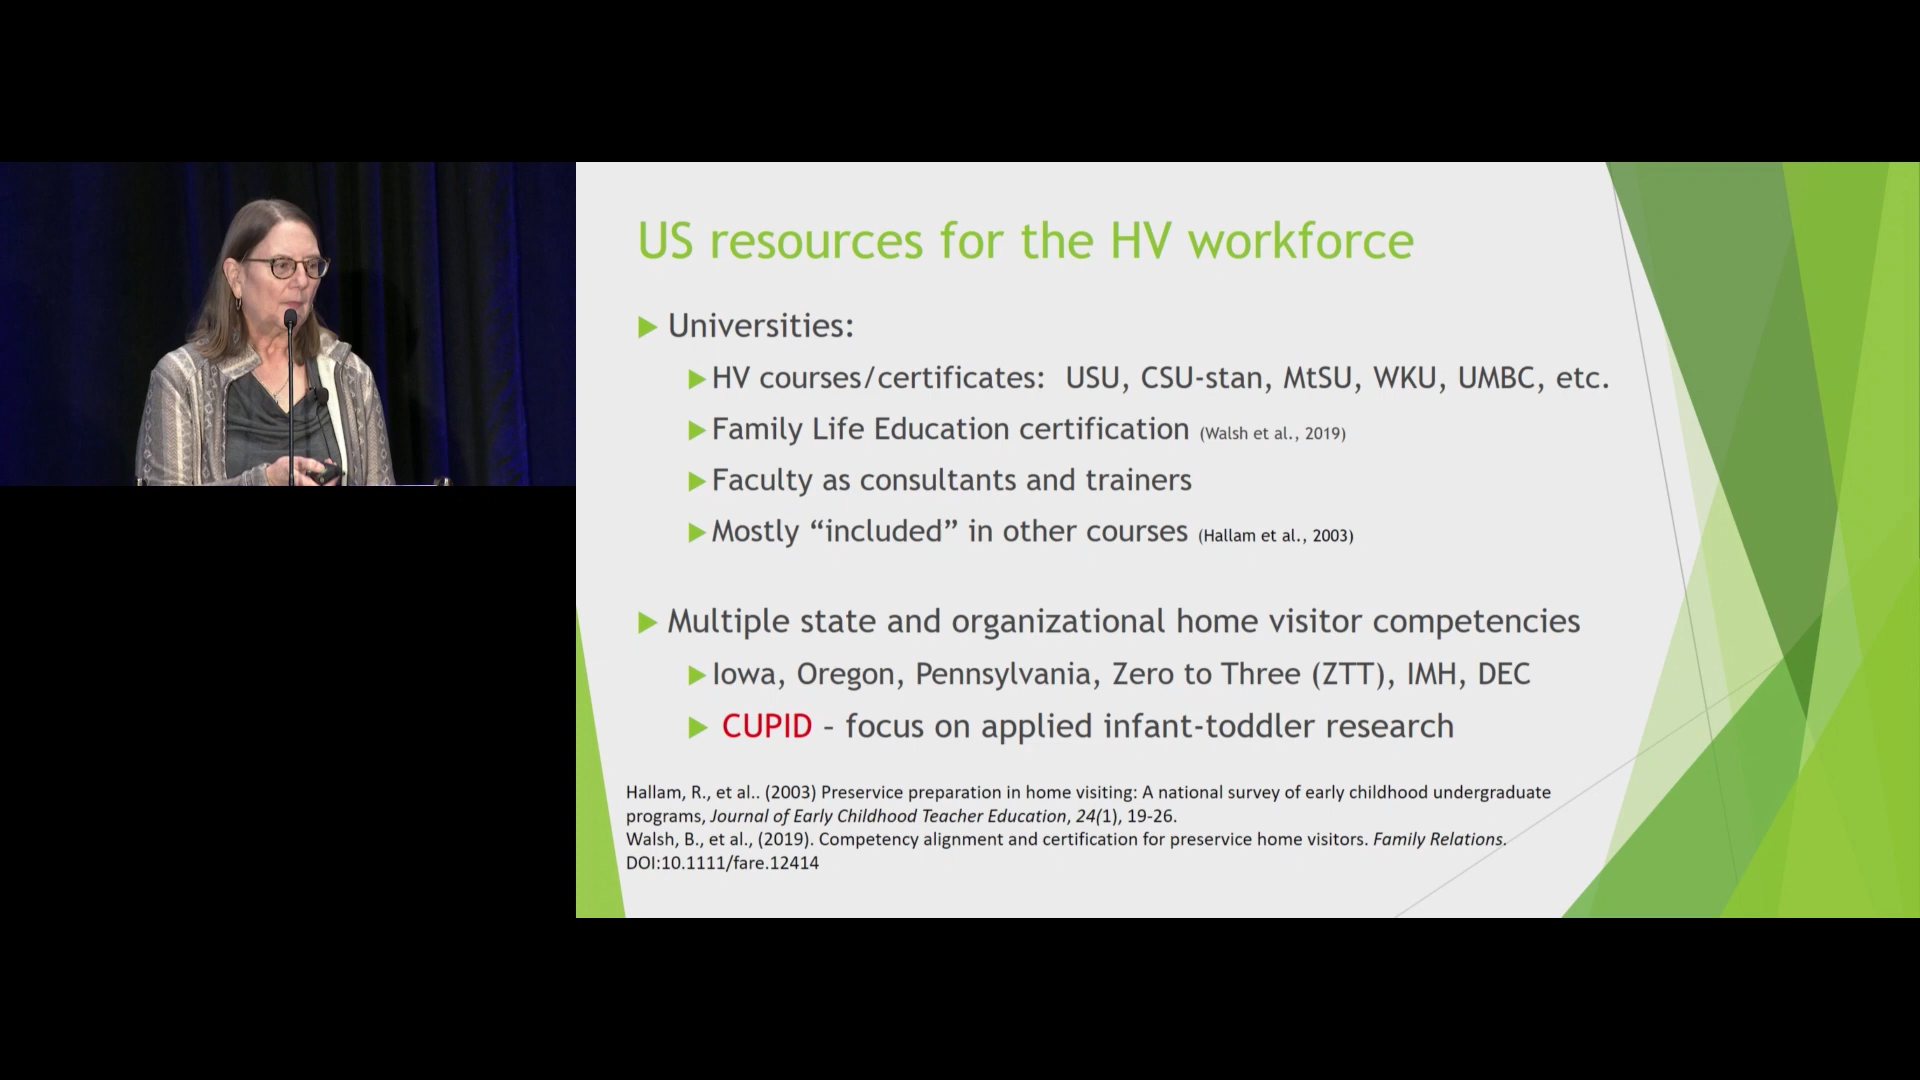 US resources for the HV workforce
Universities:
HV courses/certificates: USU, CSU-stan, MtSU, WKU, UMBC, etc.
Family Life Education certification (Walsh et al., 2019)
Faculty as consultants and trainers
Mostly “included” in other courses (Hallam et al., 2003)
Multiple state and organizational home visitor competencies
Iowa, Oregon, Pennsylvania, Zero to Three (ZTT), IMH, DEC
CUPID – focus on applied infant-toddler research
Hallam, R., et al.. (2003) Preservice preparation in home visiting: A national survey of early childhood undergraduate
programs, Journal of Early Childhood Teacher Education, 24(1), 19-26.
Walsh, B., et al., (2019). Competency alignment and certification for preservice home visitors. Family Relations.
DOI:10.1111/fare.12414